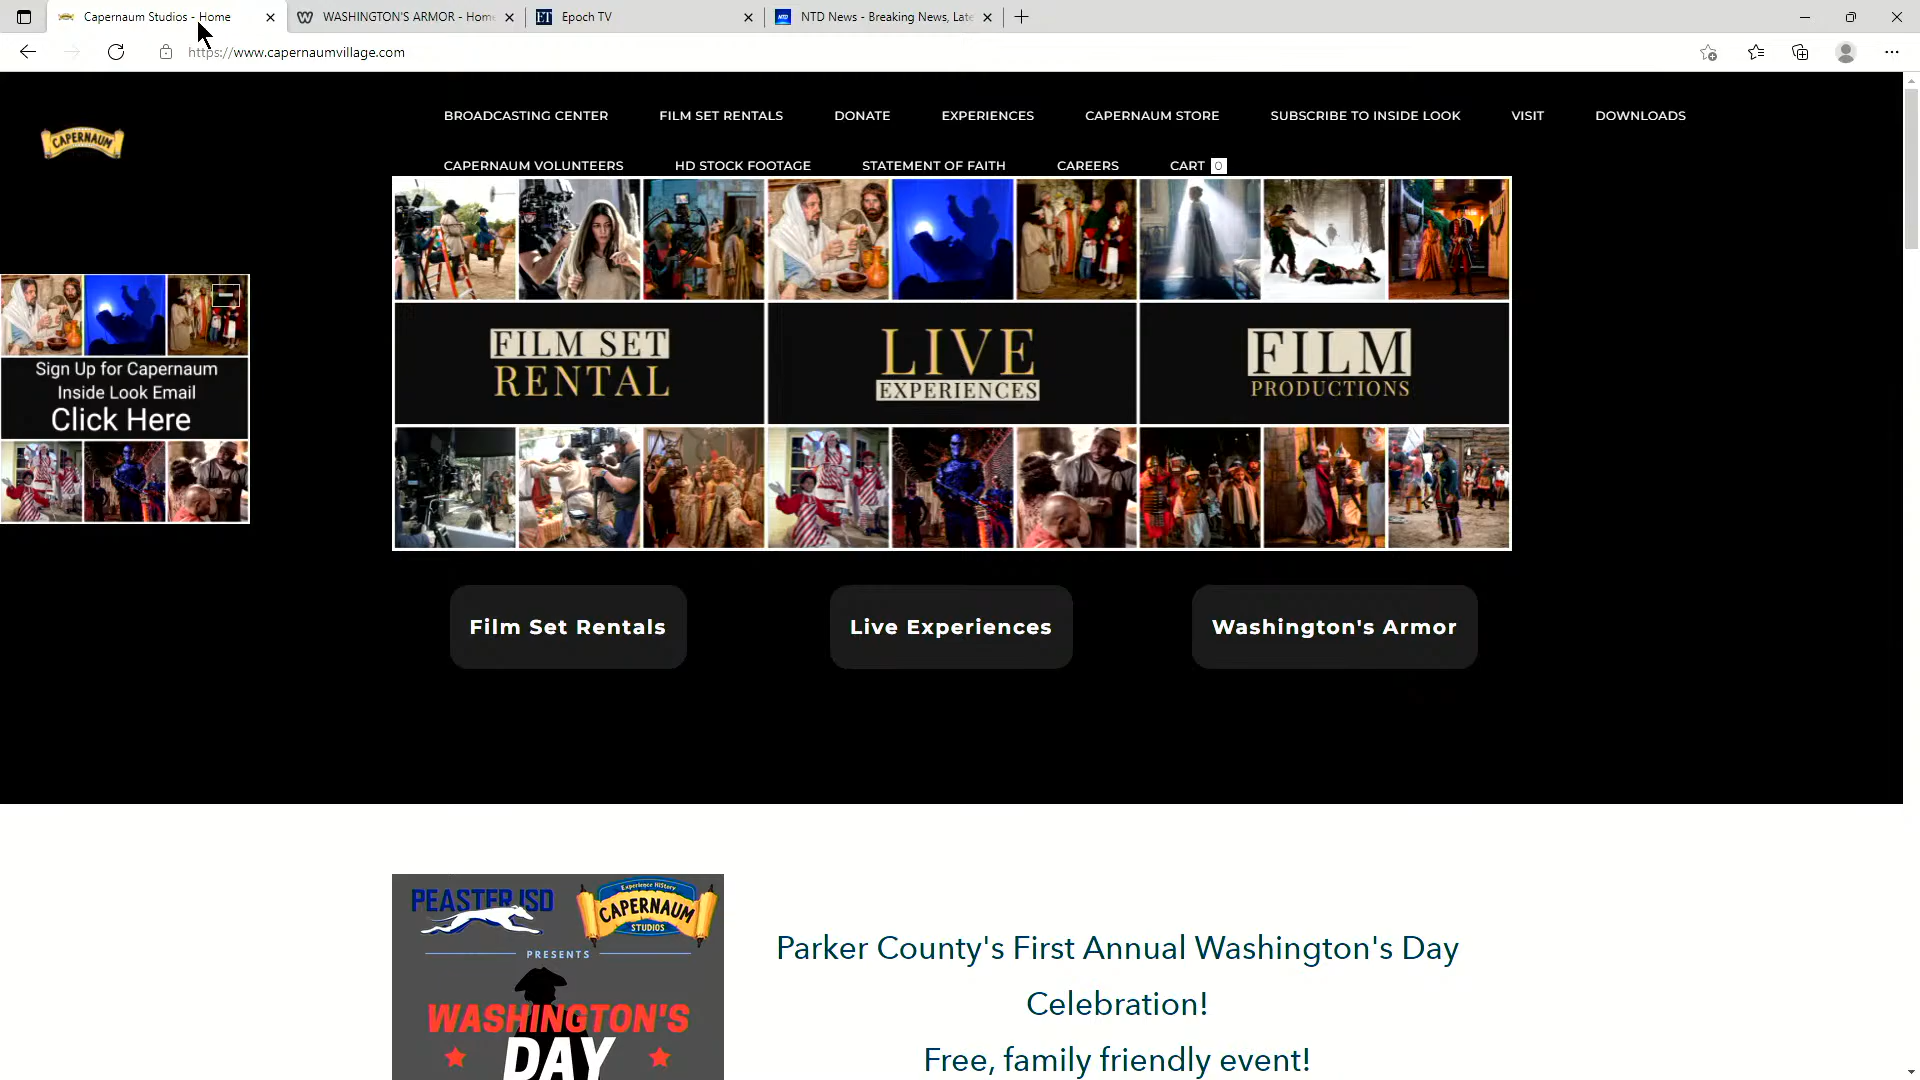 Capernaum Studios - Home
WASHINGTON'S ARMOR - Home
Epoch TV
NTD News - Breaking News, Late
https://www.capernaumvillage.com
CAPERNAUM
BROADCASTING CENTER
FILM SET RENTALS
DONATE
EXPERIENCES
CAPERNAUM STORE
SUBSCRIBE TO INSIDE LOOK
VISIT
DOWNLOADS
CAPERNAUM VOLUNTEERS
HD STOCK FOOTAGE
STATEMENT OF FAITH
CAREERS
CART 0
Sign Up for Capernaum
Inside Look Email
Click Here
FILM SET
RENTAL
LIVE
EXPERIENCES
FILM
PRODUCTIONS
Film Set Rentals
Live Experiences
Washington's Armor
PEASTER ISD
Experience HIStory
CAPERNAUM
STUDIOS
PRESENTS
WASHINGTON'S
DAY
Parker County's First Annual Washington's Day
Celebration!
Free, family friendly event!